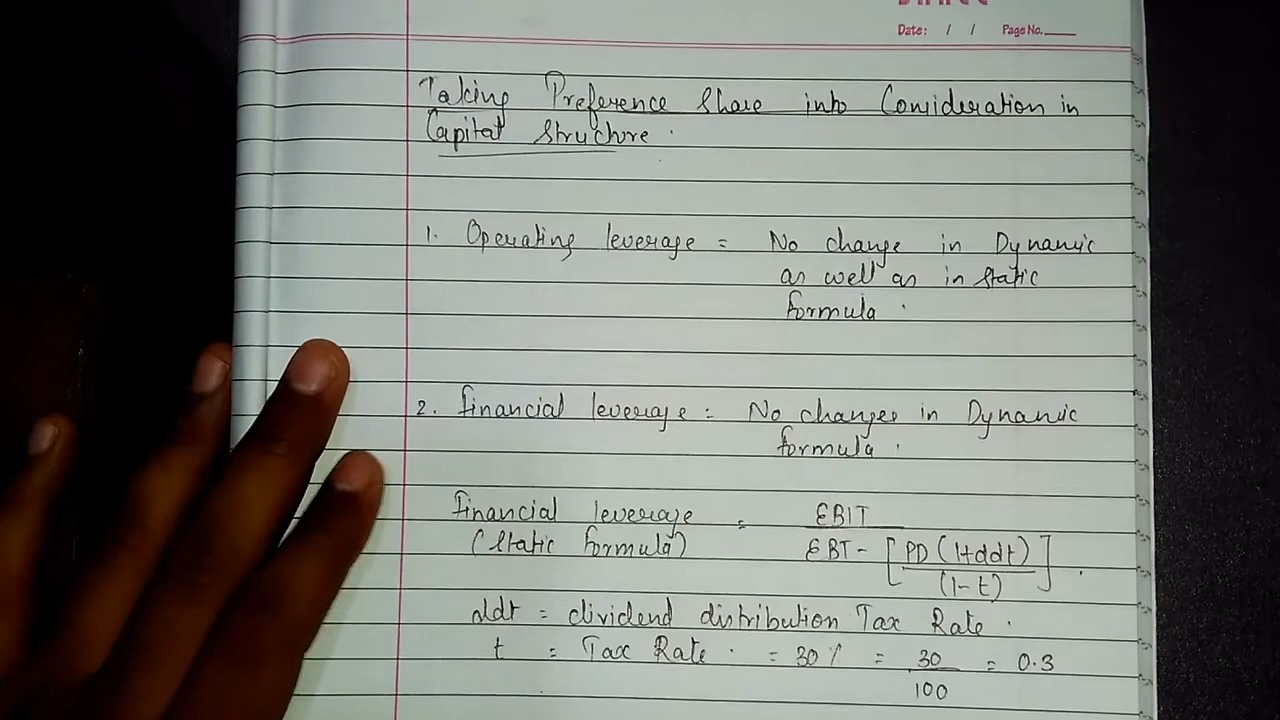 Date: / / Page No.
Taking Preference Share into Consideration in
Capital Structure.
1. Operating leverage = No change in Dynamic
as well as in Static
formula.
2. Financial leverage = No changes in Dynamic
formula.
Financial leverage = EBIT
(Static formula) EBT - [PD (1+ddt)
(1-t)].
ddt = dividend distribution Tax Rate.
t = Tax Rate. = 30% = 30 = 0.3
100